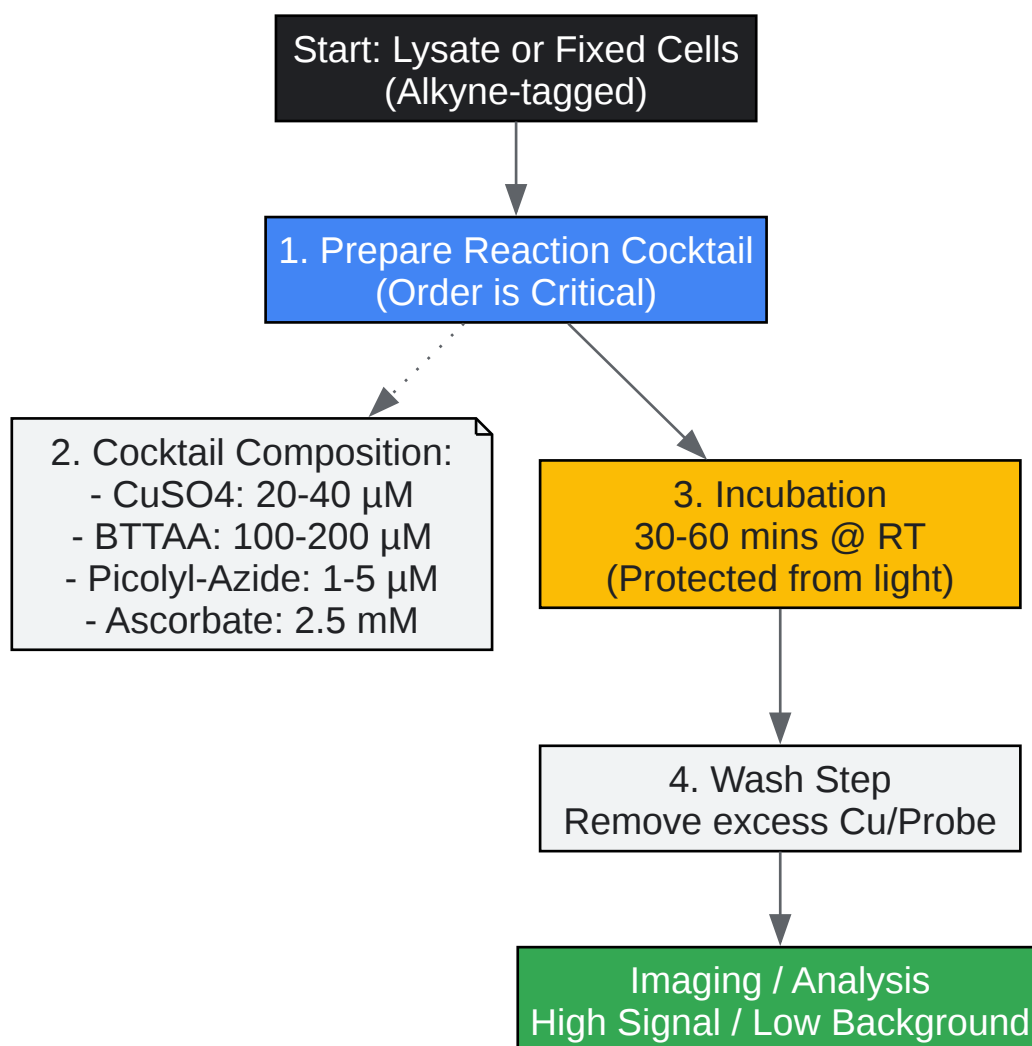 Start: Lysate or Fixed Cells
(Alkyne-tagged)
1. Prepare Reaction Cocktail
(Order is Critical)
2. Cocktail Composition:
- CuSO4: 20-40 µM
- BTTAA: 100-200 µM
- Picolyl-Azide: 1-5 µM
- Ascorbate: 2.5 mM
3. Incubation
30-60 mins @ RT
(Protected from light)
4. Wash Step
Remove excess Cu/Probe
Imaging / Analysis
High Signal / Low Background